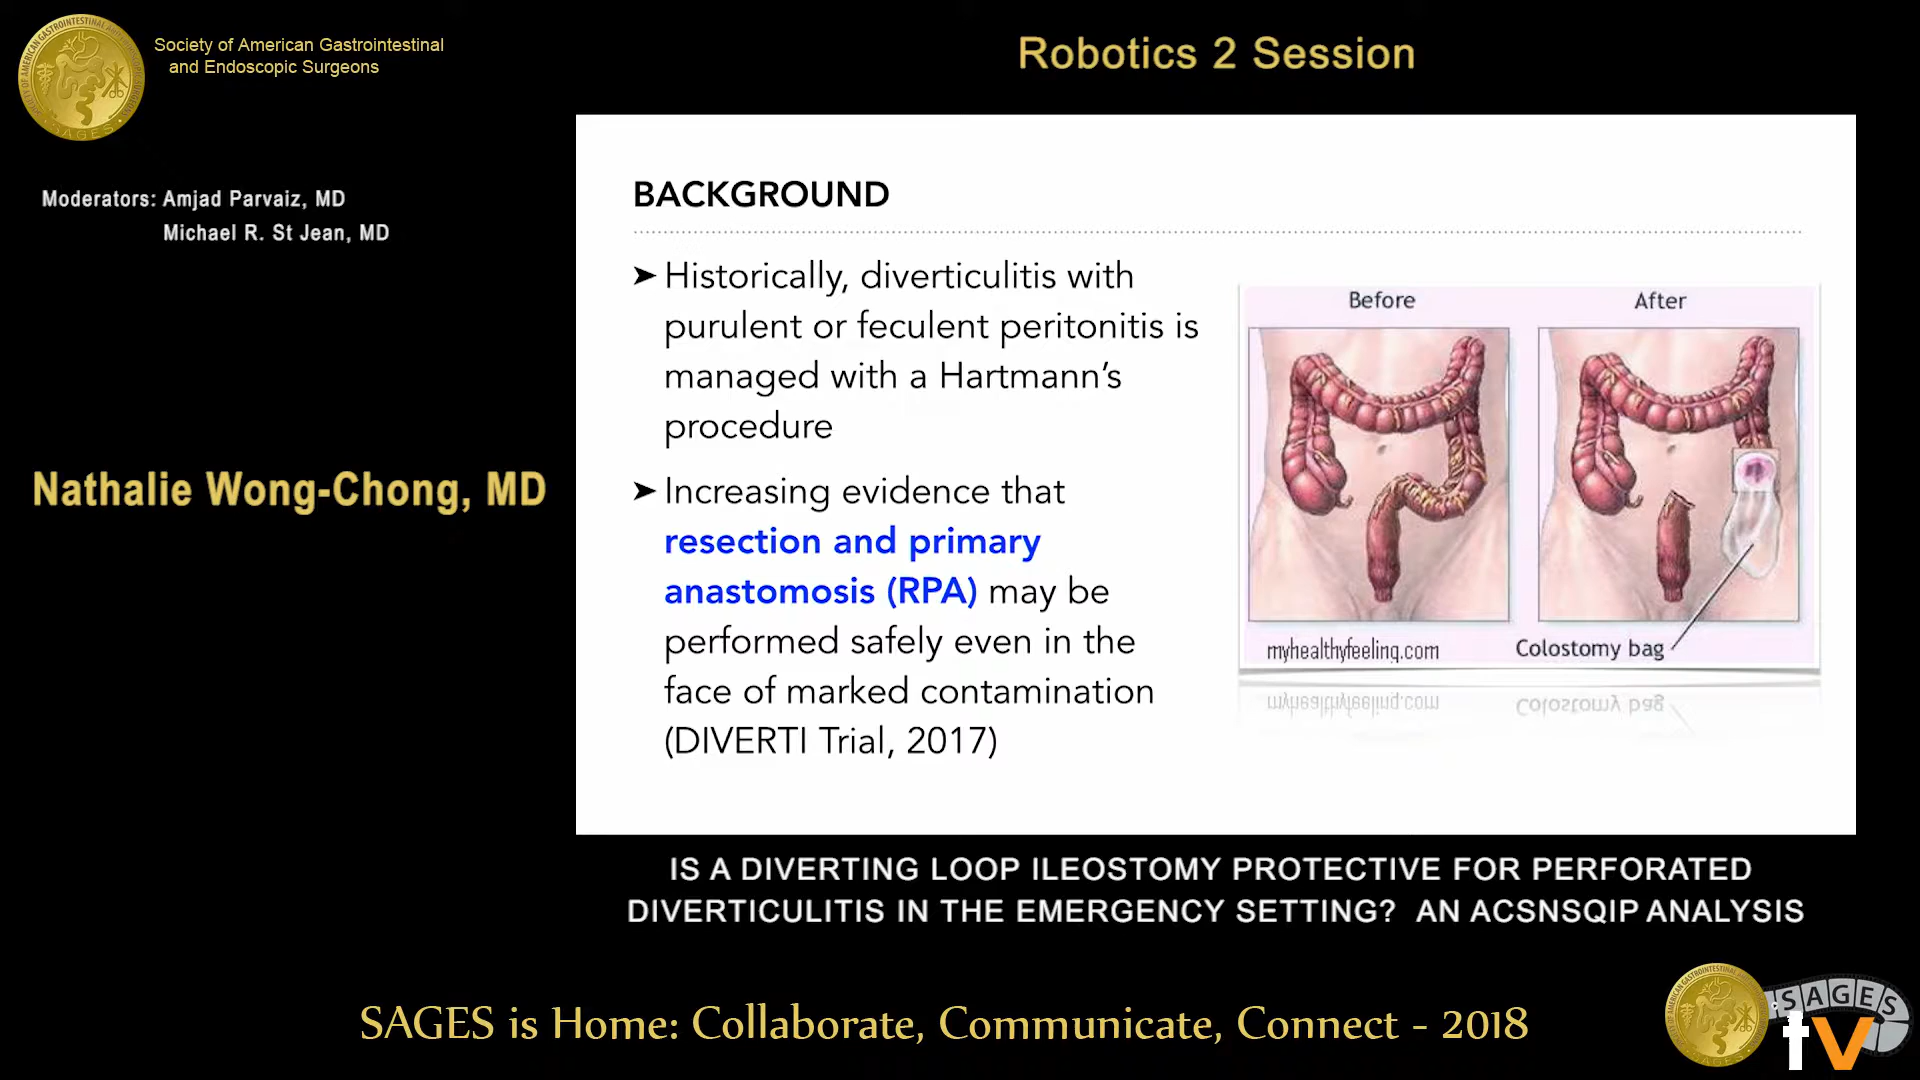 Society of American Gastrointestinal
and Endoscopic Surgeons
Robotics 2 Session
Moderators: Amjad Parvaiz, MD
Michael R. St Jean, MD
Nathalie Wong-Chong, MD
BACKGROUND
➤ Historically, diverticulitis with
purulent or feculent peritonitis is
managed with a Hartmann’s
procedure
➤ Increasing evidence that
resection and primary
anastomosis (RPA) may be
performed safely even in the
face of marked contamination
(DIVERTI Trial, 2017)
Before
After
myhealthyfeeling.com
Colostomy bag
IS A DIVERTING LOOP ILEOSTOMY PROTECTIVE FOR PERFORATED
DIVERTICULITIS IN THE EMERGENCY SETTING? AN ACSNSQIP ANALYSIS
SAGES is Home: Collaborate, Communicate, Connect - 2018
SAGES
tv